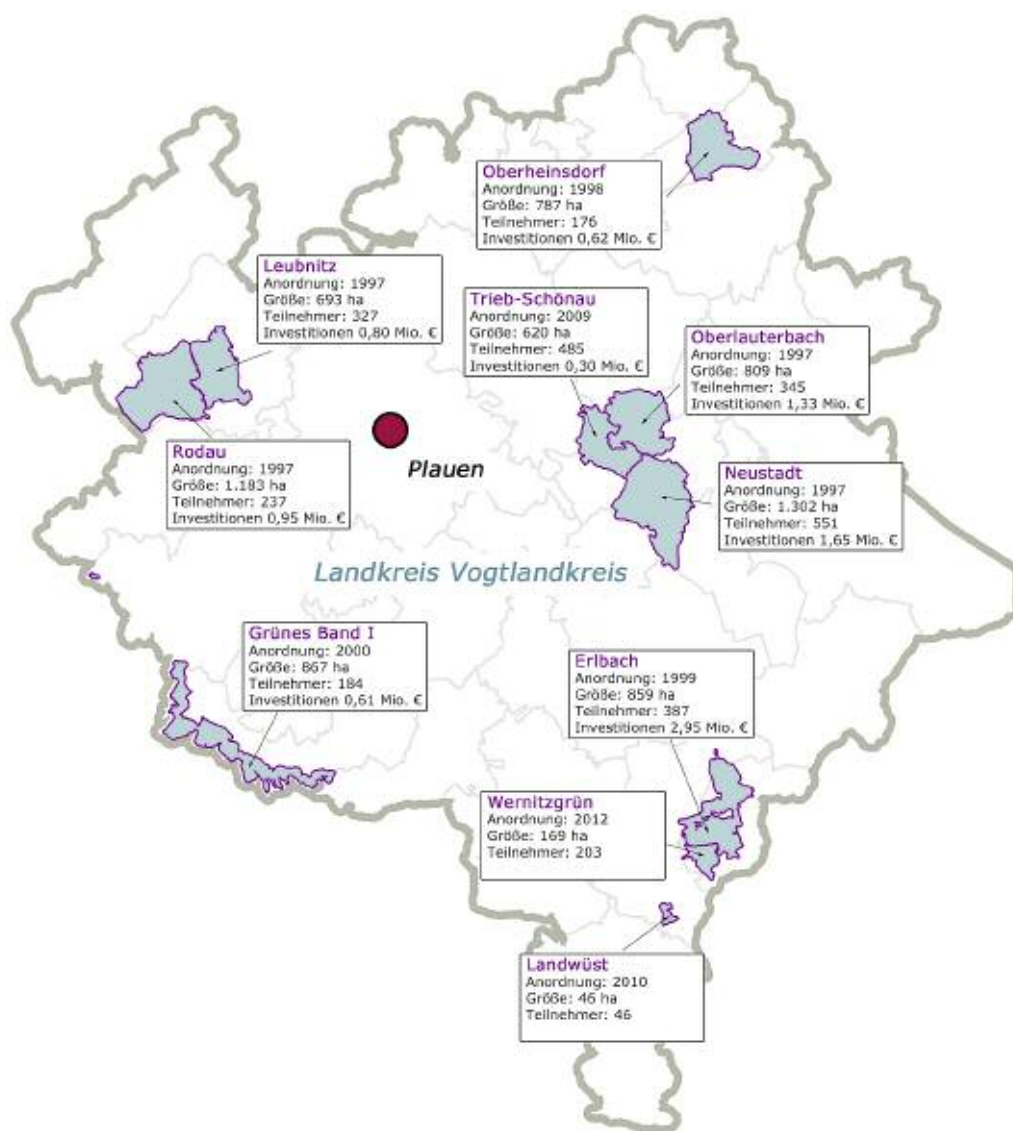 Oberheinsdorf
Anordnung: 1998
Größe: 787 ha
Teilnehmer: 176
Investitionen 0,62 Mio. €
Leubnitz
Anordnung: 1997
Größe: 693 ha
Teilnehmer: 327
Investitionen 0,80 Mio. €
Trieb-Schönau
Anordnung: 2009
Größe: 620 ha
Teilnehmer: 485
Investitionen 0,30 Mio. €
Oberlauterbach
Anordnung: 1997
Größe: 809 ha
Teilnehmer: 345
Investitionen 1,33 Mio. €
Rodau
Anordnung: 1997
Größe: 1.183 ha
Teilnehmer: 237
Investitionen 0,95 Mio. €
Plauen
Neustadt
Anordnung: 1997
Größe: 1.302 ha
Teilnehmer: 551
Investitionen 1,65 Mio. €
Landkreis Vogtlandkreis
Grünes Band I
Anordnung: 2000
Größe: 867 ha
Teilnehmer: 184
Investitionen 0,61 Mio. €
Erlbach
Anordnung: 1999
Größe: 859 ha
Teilnehmer: 387
Investitionen 2,95 Mio. €
Wernitzgrün
Anordnung: 2012
Größe: 169 ha
Teilnehmer: 203
Landwüst
Anordnung: 2010
Größe: 46 ha
Teilnehmer: 46